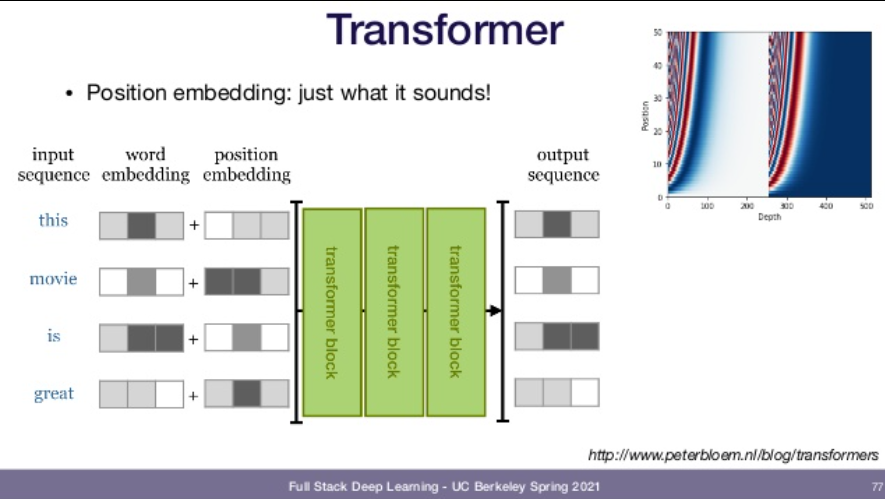 Transformer
• Position embedding: just what it sounds!
input sequence
word embedding
position embedding
output sequence
this
+
movie
+
is
+
great
+
transformer block
transformer block
transformer block
50
40
30
20
10
0
Position
0 100 200 300 400 500
Depth
http://www.peterbloem.nl/blog/transformers
Full Stack Deep Learning - UC Berkeley Spring 2021
77